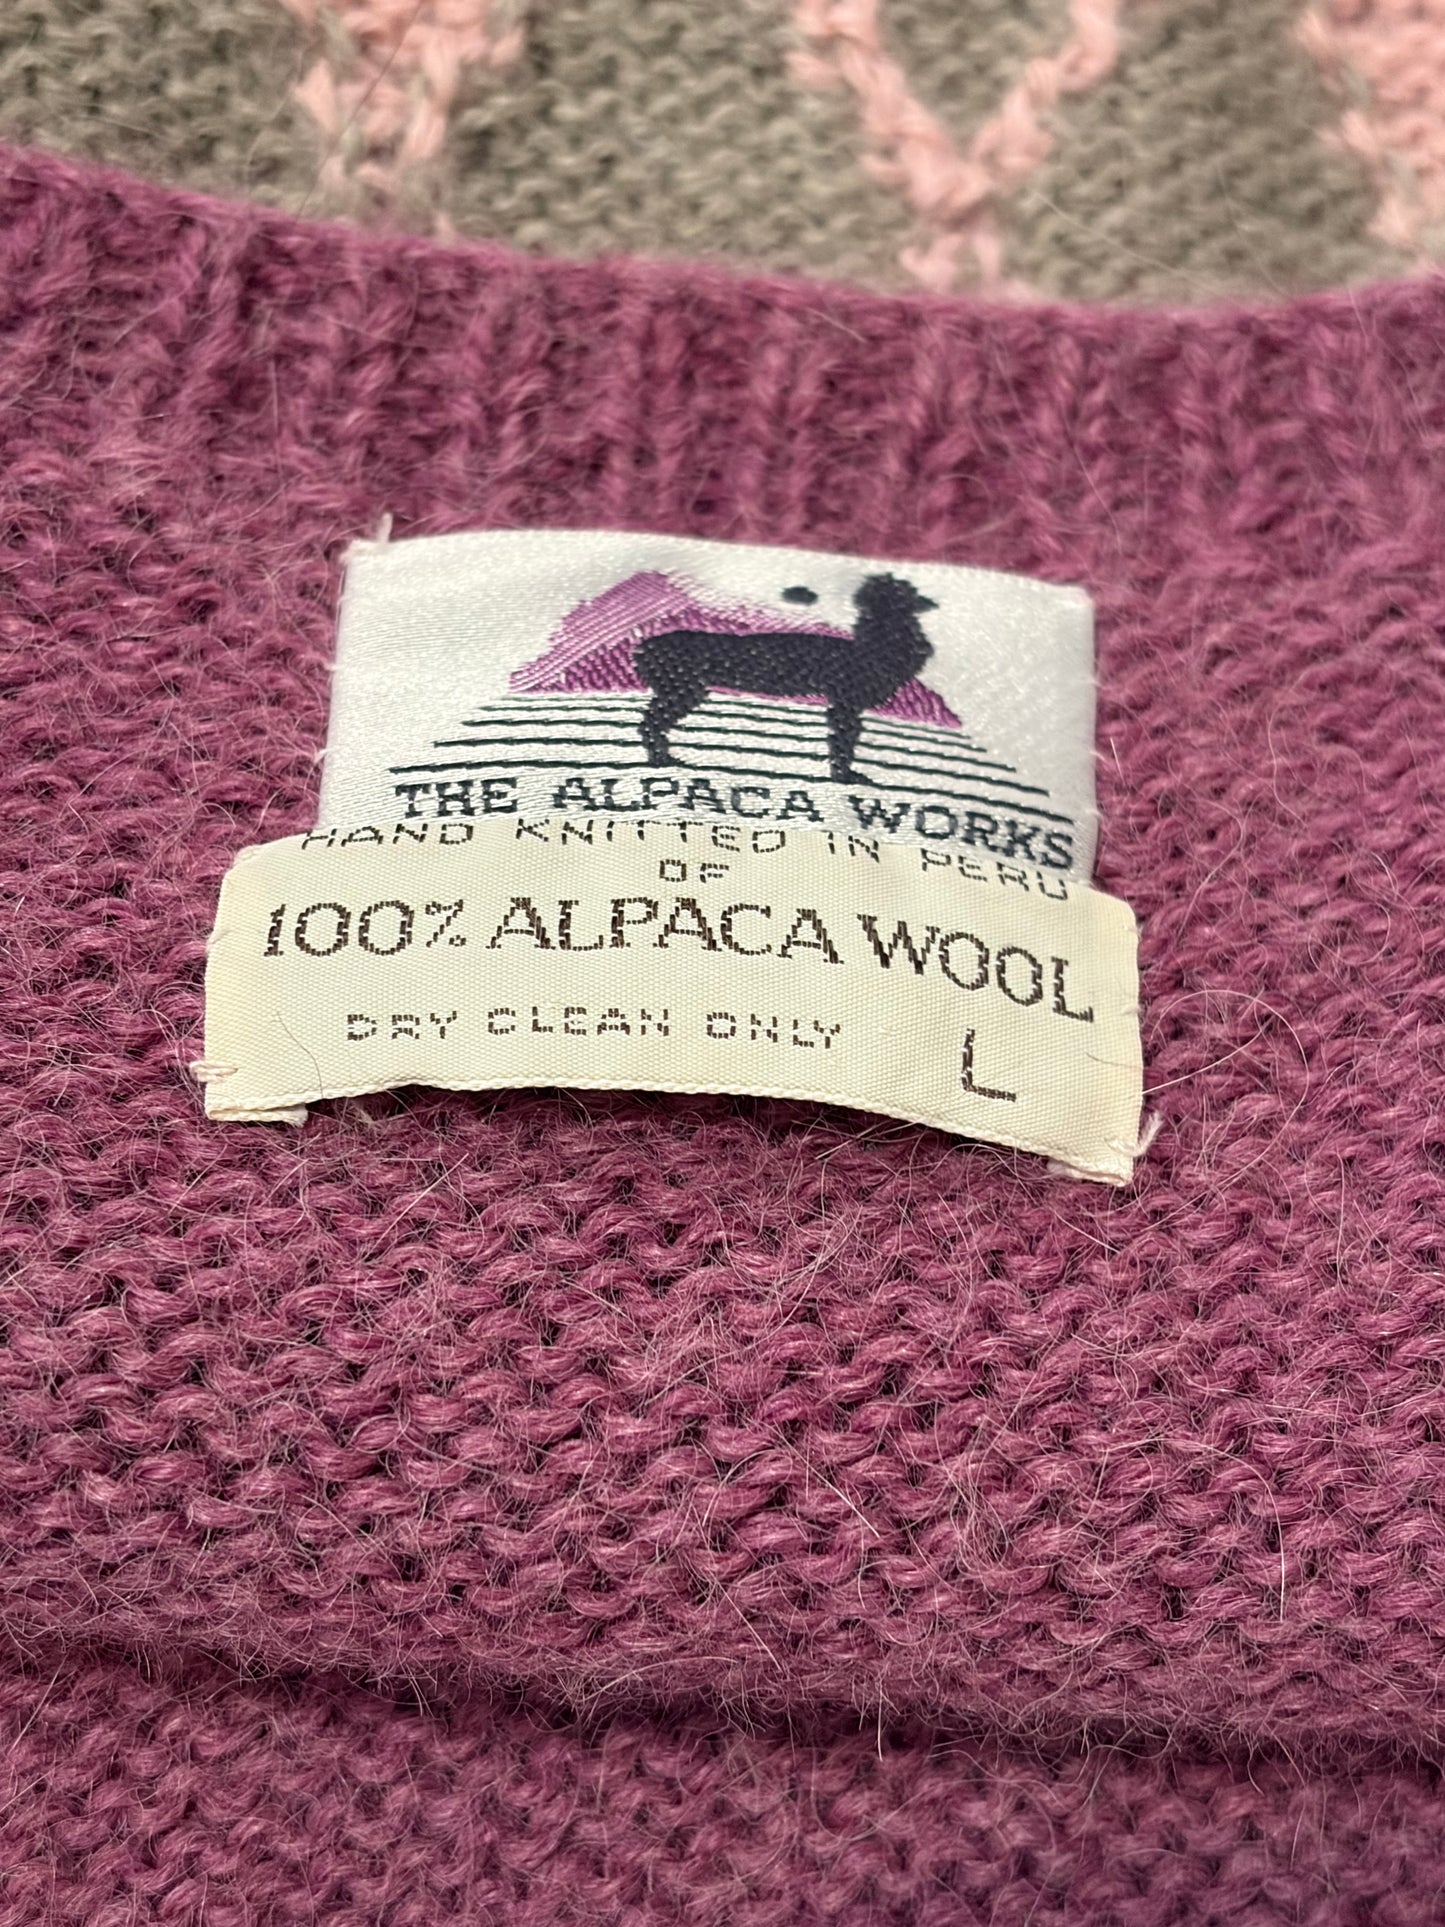 THE ALPACA WORKS
HAND KNITTED IN PERU
OF
100% ALPACA WOOL
DRY CLEAN ONLY
L